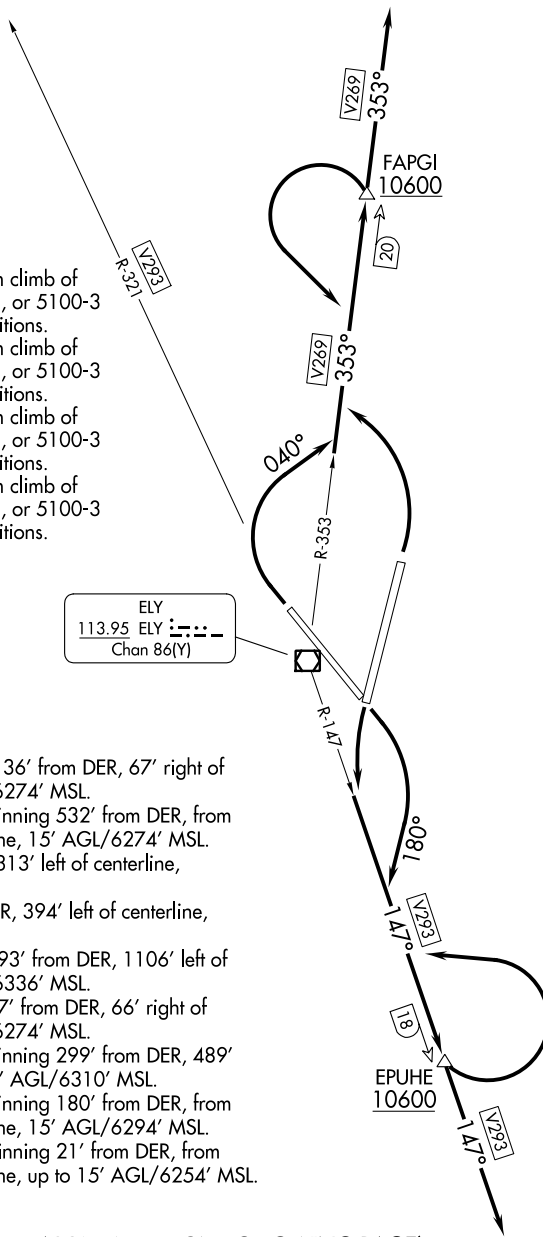 V269
353°
FAPGI
10600
20
V293
R-321
n climb of
, or 5100-3
itions.
n climb of
, or 5100-3
itions.
n climb of
, or 5100-3
itions.
n climb of
, or 5100-3
itions.
V269
353°
040°
R-353
ELY
113.95 ELY
Chan 86(Y)
R-147
136' from DER, 67' right of
6274' MSL.
inning 532' from DER, from
ne, 15' AGL/6274' MSL.
313' left of centerline,
R, 394' left of centerline,
93' from DER, 1106' left of
6336' MSL.
7' from DER, 66' right of
6274' MSL.
inning 299' from DER, 489'
' AGL/6310' MSL.
inning 180' from DER, from
ne, 15' AGL/6294' MSL.
inning 21' from DER, from
ne, up to 15' AGL/6254' MSL.
180°
147°
V293
18
EPUHE
10600
147°
V293